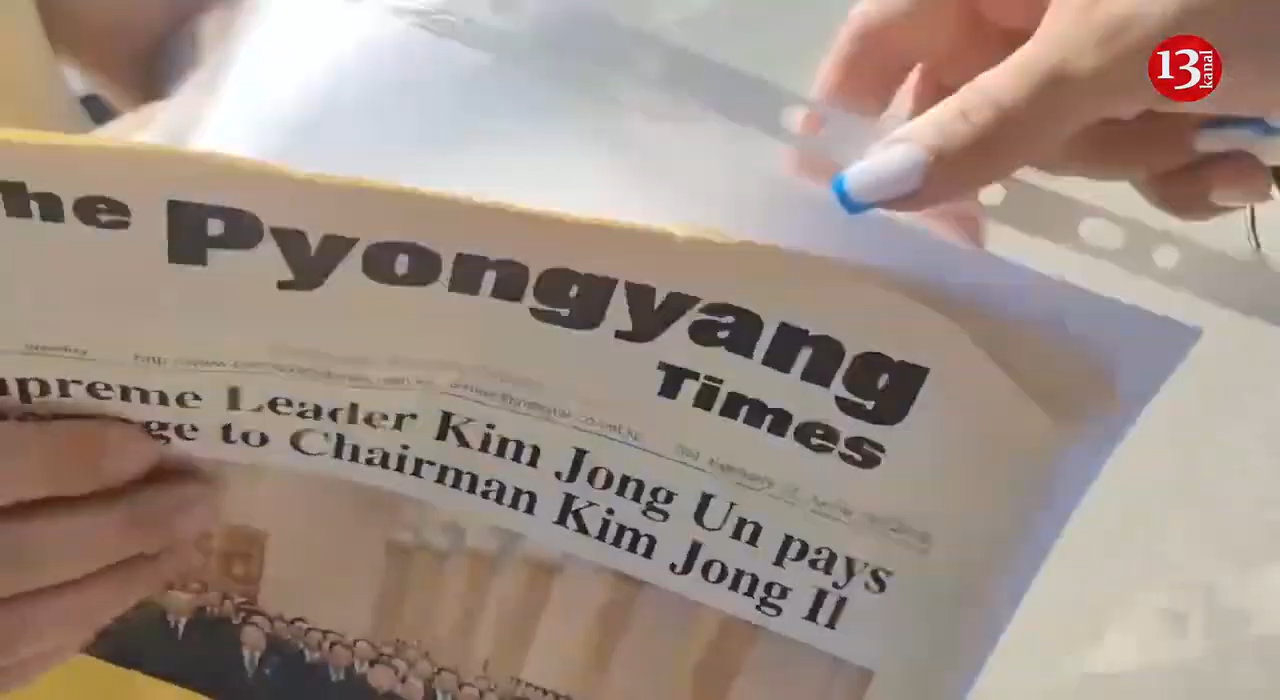 13
kanal
he Pyongyang
Times
upreme Leader Kim Jong Un pays
ge to Chairman Kim Jong Il